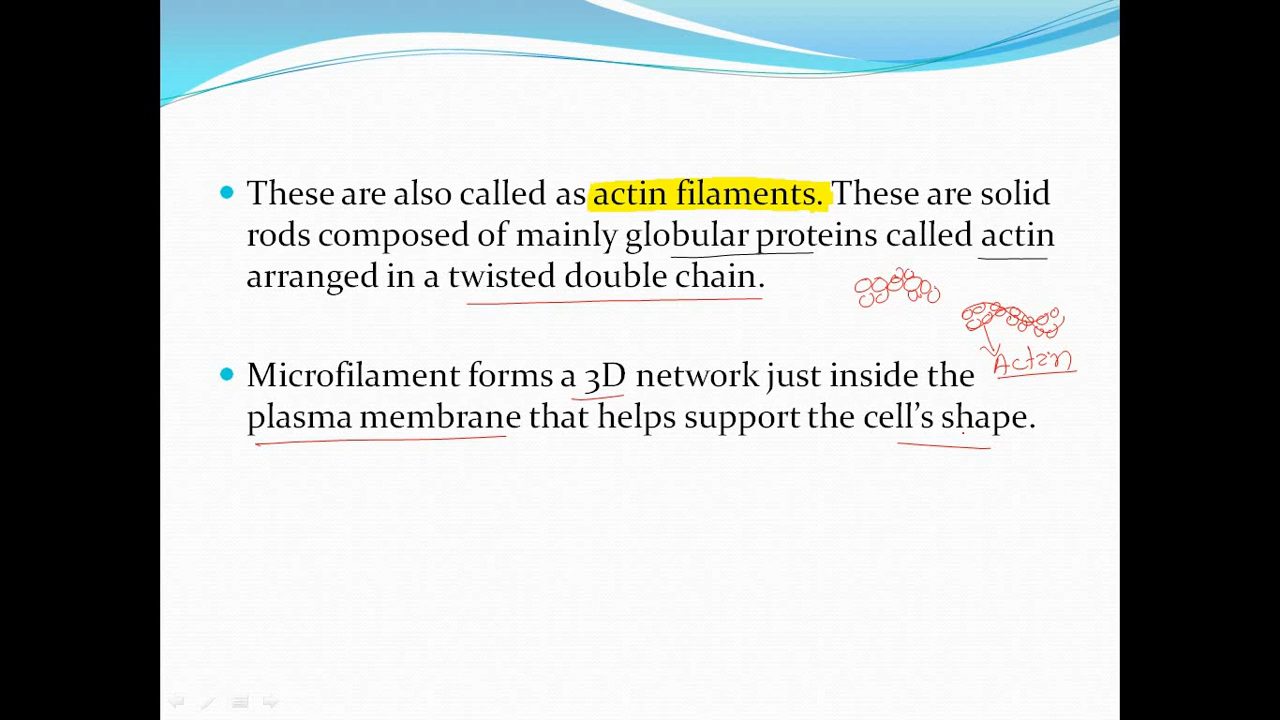 These are also called as actin filaments. These are solid
rods composed of mainly globular proteins called actin
arranged in a twisted double chain.
Actin
Microfilament forms a 3D network just inside the
plasma membrane that helps support the cell's shape.